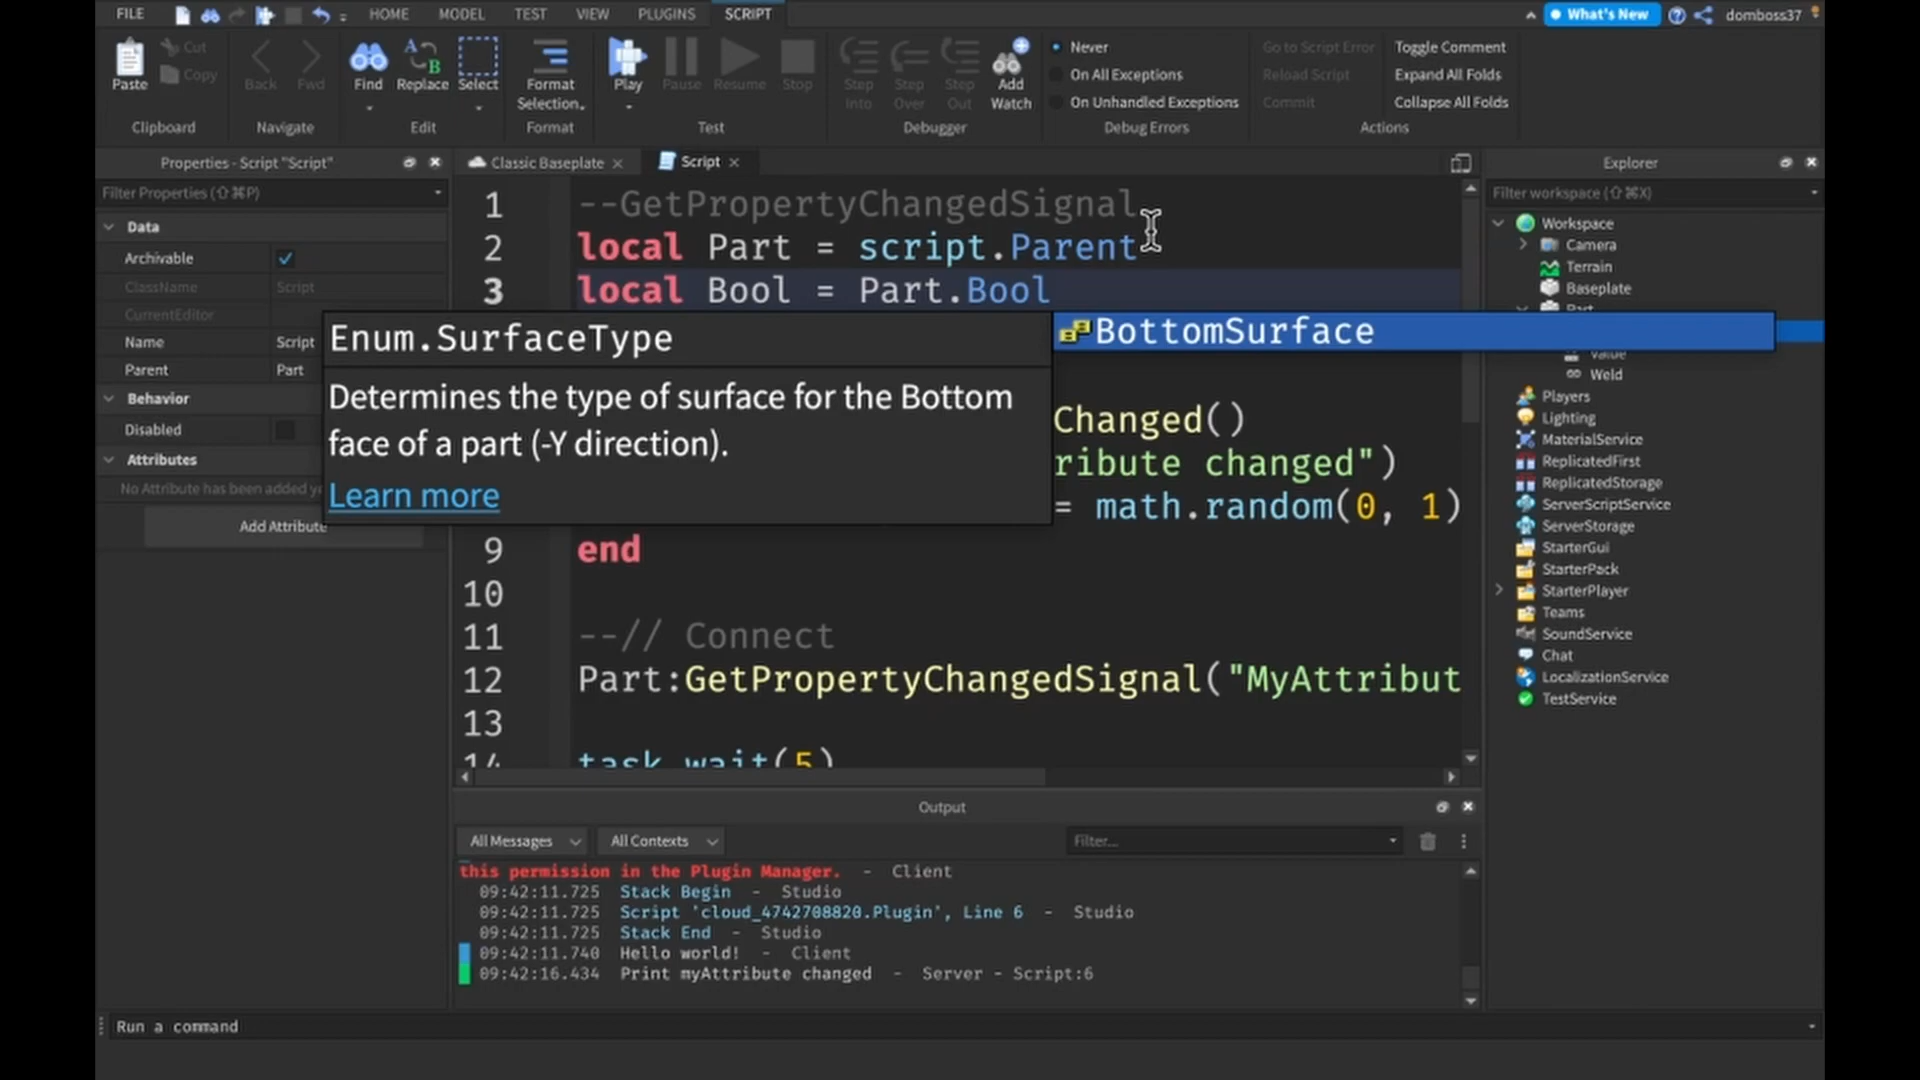 FILE HOME MODEL TEST VIEW PLUGINS SCRIPT What's New domboss37
Paste Cut Copy Back Fwd Find Replace Select Format Selection Play Pause Resume Stop Step Into Step Over Step Out Add Watch
Never Go to Script Error Toggle Comment
On All Exceptions Reload Script Expand All Folds
On Unhandled Exceptions Commit Collapse All Folds
Clipboard Navigate Edit Format Test Debugger Debug Errors Actions
Properties - Script "Script"
Filter Properties (⇧⌘P)
Data
Archivable
ClassName Script
CurrentEditor
Name Script
Parent Part
Behavior
Disabled
Attributes
No Attribute has been added
Add Attribute
Classic Baseplate × Script ×
1 --GetPropertyChangedSignal
2 local Part = script.Parent
3 local Bool = Part.Bool
Enum.SurfaceType
Determines the type of surface for the Bottom
face of a part (-Y direction).
Learn more
BottomSurface
Changed()
ribute changed")
= math.random(0, 1)
9 end
10
11 --// Connect
12 Part:GetPropertyChangedSignal("MyAttribut
13
14 task.wait(5)
Output
All Messages All Contexts Filter...
this permission in the Plugin Manager. - Client
09:42:11.725 Stack Begin - Studio
09:42:11.725 Script 'cloud_4742708820.Plugin', Line 6 - Studio
09:42:11.725 Stack End - Studio
09:42:11.740 Hello world! - Client
09:42:16.434 Print myAttribute changed - Server - Script:6
Run a command
Explorer
Filter workspace (⇧⌘X)
Workspace
Camera
Terrain
Baseplate
Part
Value
Weld
Players
Lighting
MaterialService
ReplicatedFirst
ReplicatedStorage
ServerScriptService
ServerStorage
StarterGui
StarterPack
StarterPlayer
Teams
SoundService
Chat
LocalizationService
TestService